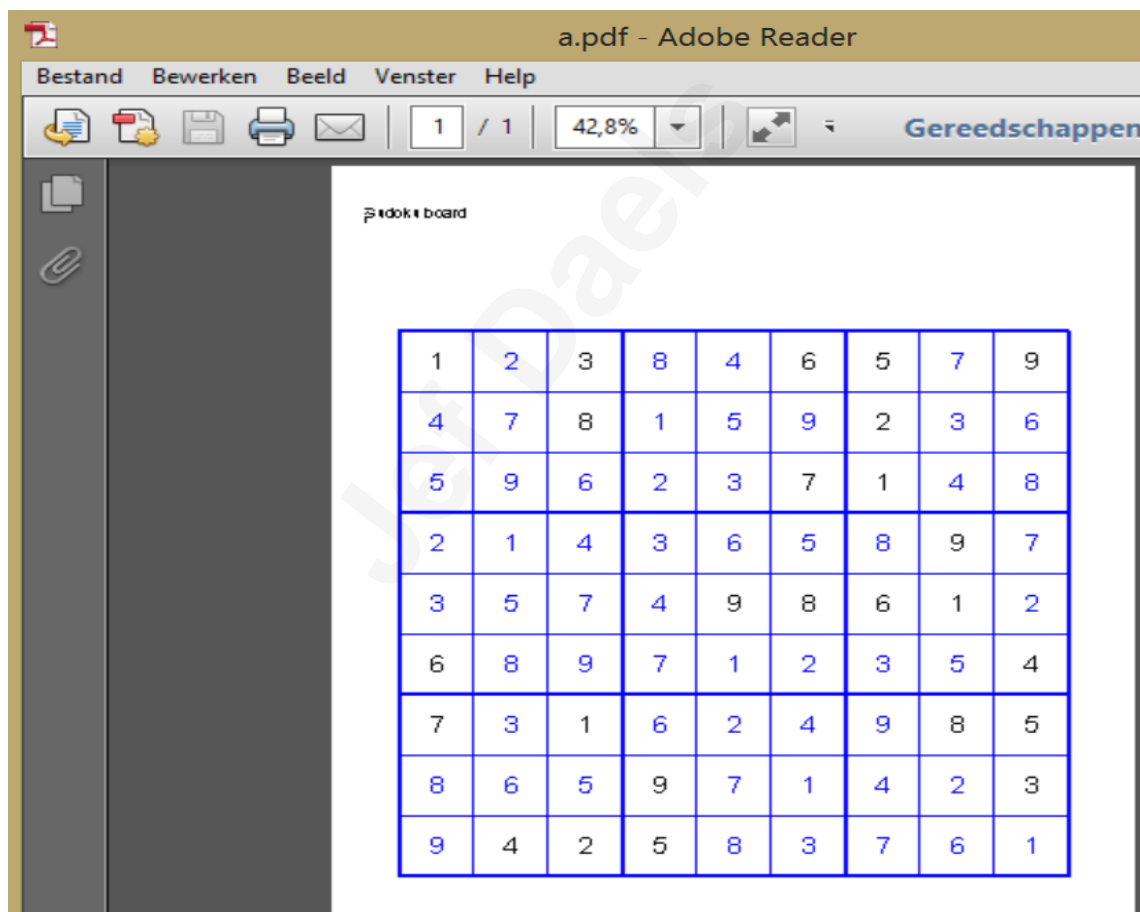 a.pdf - Adobe Reader
Bestand Bewerken Beeld Venster Help
1 / 1 42,8% Gereedschappen
Sudoku board
1 2 3 8 4 6 5 7 9
4 7 8 1 5 9 2 3 6
5 9 6 2 3 7 1 4 8
2 1 4 3 6 5 8 9 7
3 5 7 4 9 8 6 1 2
6 8 9 7 1 2 3 5 4
7 3 1 6 2 4 9 8 5
8 6 5 9 7 1 4 2 3
9 4 2 5 8 3 7 6 1
Jef Daels